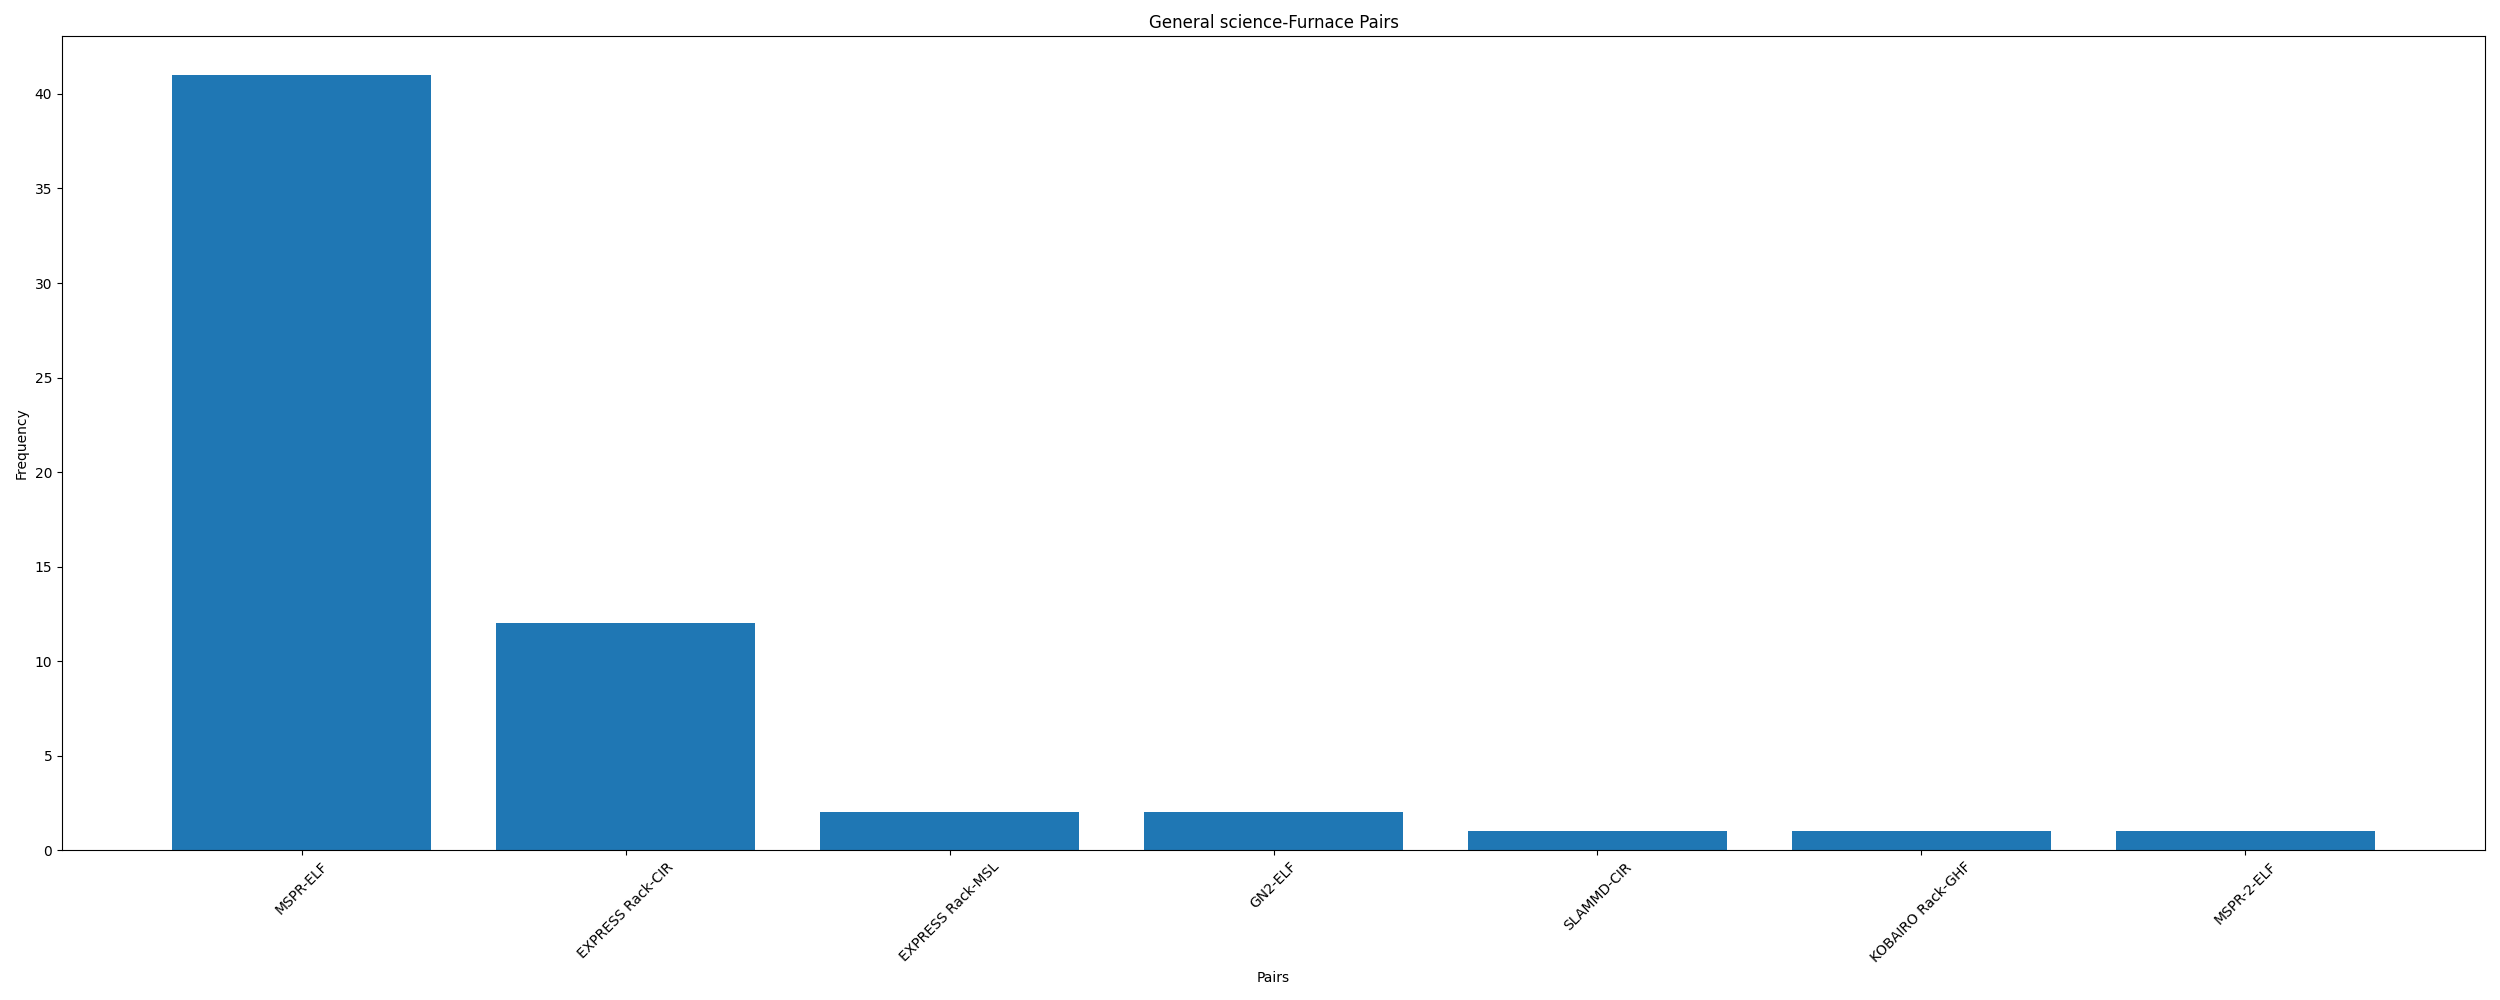 General science-Furnace Pairs
Frequency
40
35
30
25
20
15
10
5
0
MSPR-ELF
EXPRESS Rack-CIR
EXPRESS Rack-MSL
GN2-ELF
SLAMMD-CIR
KOBAIRO Rack-GHF
MSPR-2-ELF
Pairs